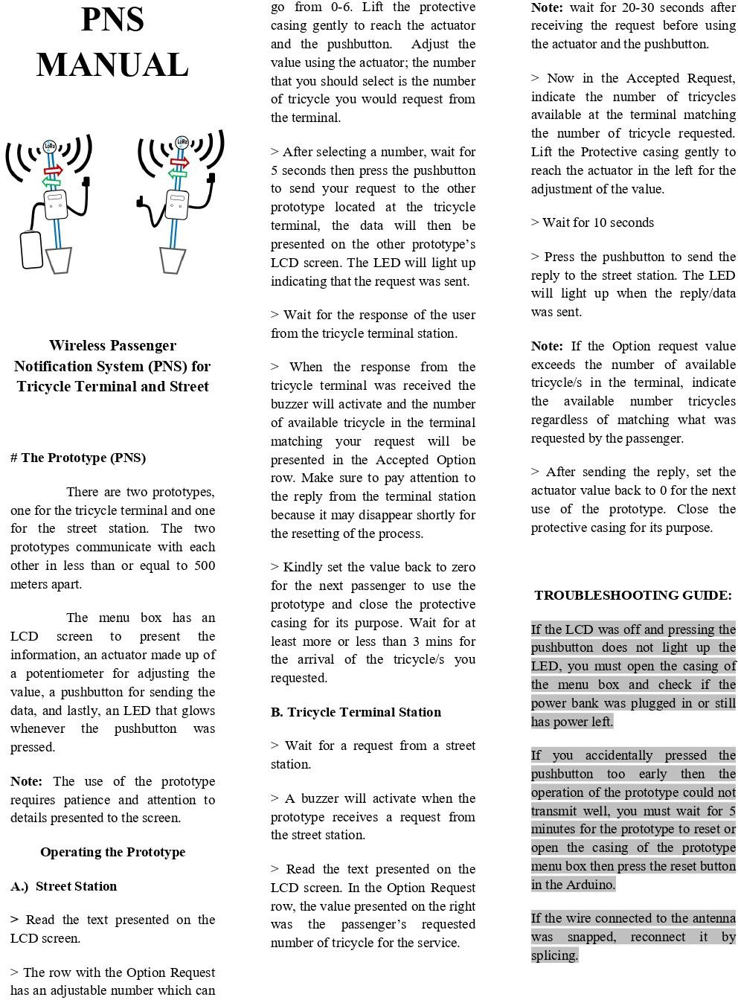 PNS
MANUAL
LoRa
LoRa
Wireless Passenger
Notification System (PNS) for
Tricycle Terminal and Street
# The Prototype (PNS)
There are two prototypes,
one for the tricycle terminal and one
for the street station. The two
prototypes communicate with each
other in less than or equal to 500
meters apart.
The menu box has an
LCD screen to present the
information, an actuator made up of
a potentiometer for adjusting the
value, a pushbutton for sending the
data, and lastly, an LED that glows
whenever the pushbutton was
pressed.
Note: The use of the prototype
requires patience and attention to
details presented to the screen.
Operating the Prototype
A.) Street Station
> Read the text presented on the
LCD screen.
> The row with the Option Request
has an adjustable number which can
go from 0-6. Lift the protective
casing gently to reach the actuator
and the pushbutton. Adjust the
value using the actuator; the number
that you should select is the number
of tricycle you would request from
the terminal.
> After selecting a number, wait for
5 seconds then press the pushbutton
to send your request to the other
prototype located at the tricycle
terminal, the data will then be
presented on the other prototype’s
LCD screen. The LED will light up
indicating that the request was sent.
> Wait for the response of the user
from the tricycle terminal station.
> When the response from the
tricycle terminal was received the
buzzer will activate and the number
of available tricycle in the terminal
matching your request will be
presented in the Accepted Option
row. Make sure to pay attention to
the reply from the terminal station
because it may disappear shortly for
the resetting of the process.
> Kindly set the value back to zero
for the next passenger to use the
prototype and close the protective
casing for its purpose. Wait for at
least more or less than 3 mins for
the arrival of the tricycle/s you
requested.
B. Tricycle Terminal Station
> Wait for a request from a street
station.
> A buzzer will activate when the
prototype receives a request from
the street station.
> Read the text presented on the
LCD screen. In the Option Request
row, the value presented on the right
was the passenger’s requested
number of tricycle for the service.
Note: wait for 20-30 seconds after
receiving the request before using
the actuator and the pushbutton.
> Now in the Accepted Request,
indicate the number of tricycles
available at the terminal matching
the number of tricycle requested.
Lift the Protective casing gently to
reach the actuator in the left for the
adjustment of the value.
> Wait for 10 seconds
> Press the pushbutton to send the
reply to the street station. The LED
will light up when the reply/data
was sent.
Note: If the Option request value
exceeds the number of available
tricycle/s in the terminal, indicate
the available number tricycles
regardless of matching what was
requested by the passenger.
> After sending the reply, set the
actuator value back to 0 for the next
use of the prototype. Close the
protective casing for its purpose.
TROUBLESHOOTING GUIDE:
If the LCD was off and pressing the
pushbutton does not light up the
LED, you must open the casing of
the menu box and check if the
power bank was plugged in or still
has power left.
If you accidentally pressed the
pushbutton too early then the
operation of the prototype could not
transmit well, you must wait for 5
minutes for the prototype to reset or
open the casing of the prototype
menu box then press the reset button
in the Arduino.
If the wire connected to the antenna
was snapped, reconnect it by
splicing.